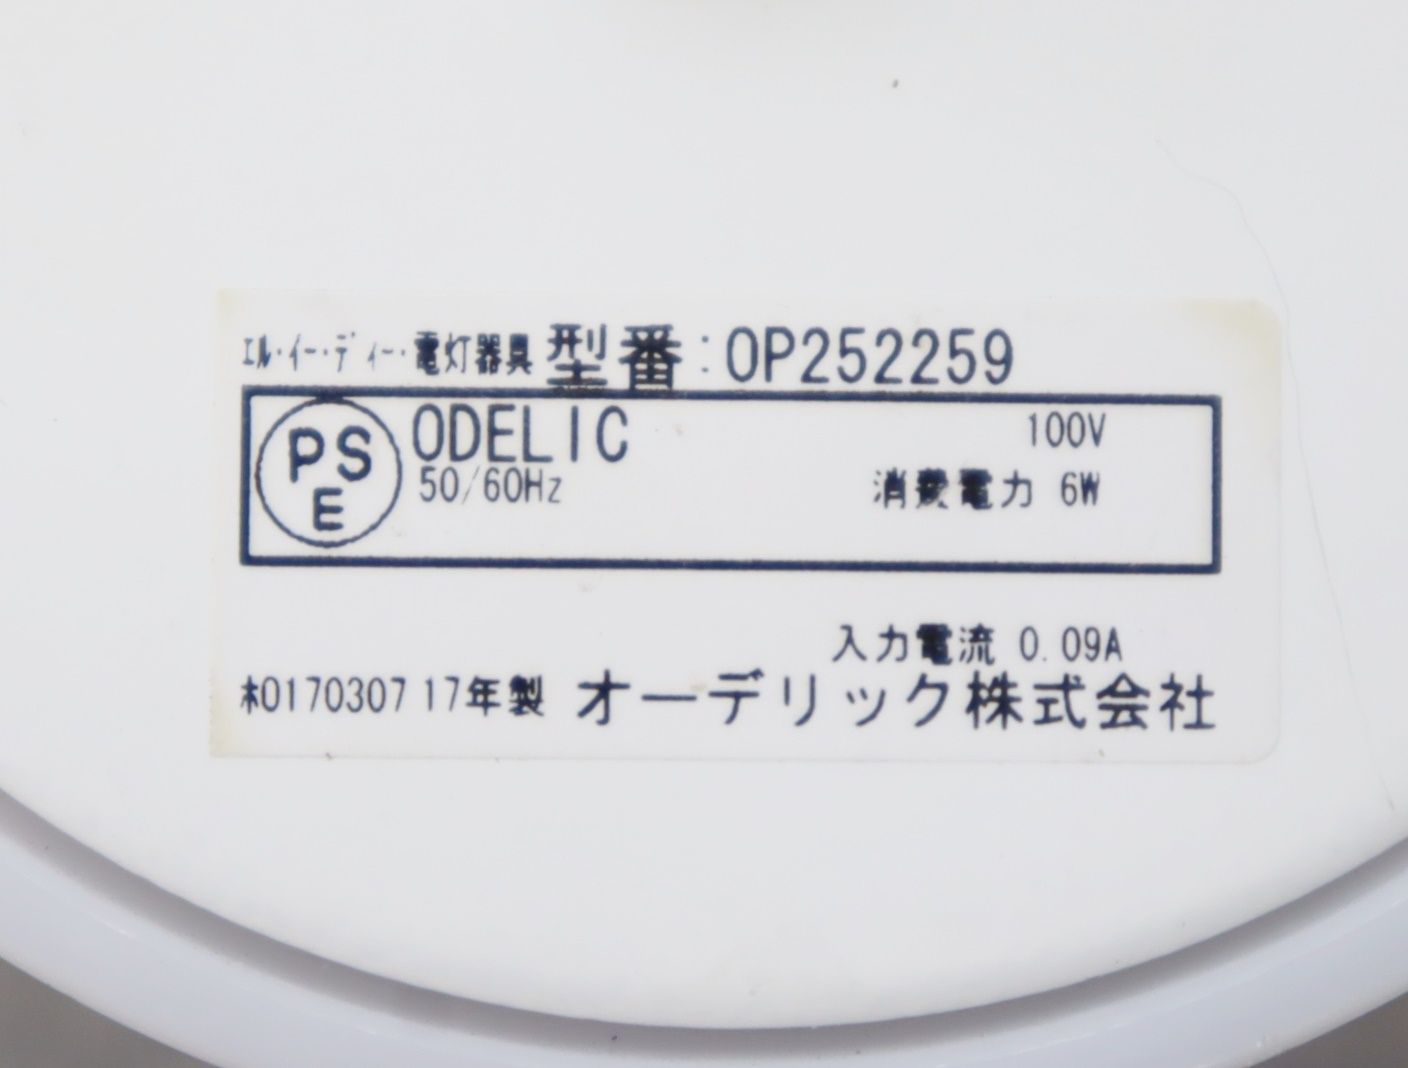 エル・イー・ディー・電灯器具 型番:OP252259
PSE ODELIC 100V
50/60Hz 消費電力 6W
入力電流 0.09A
木0170307 17年製 オーデリック株式会社